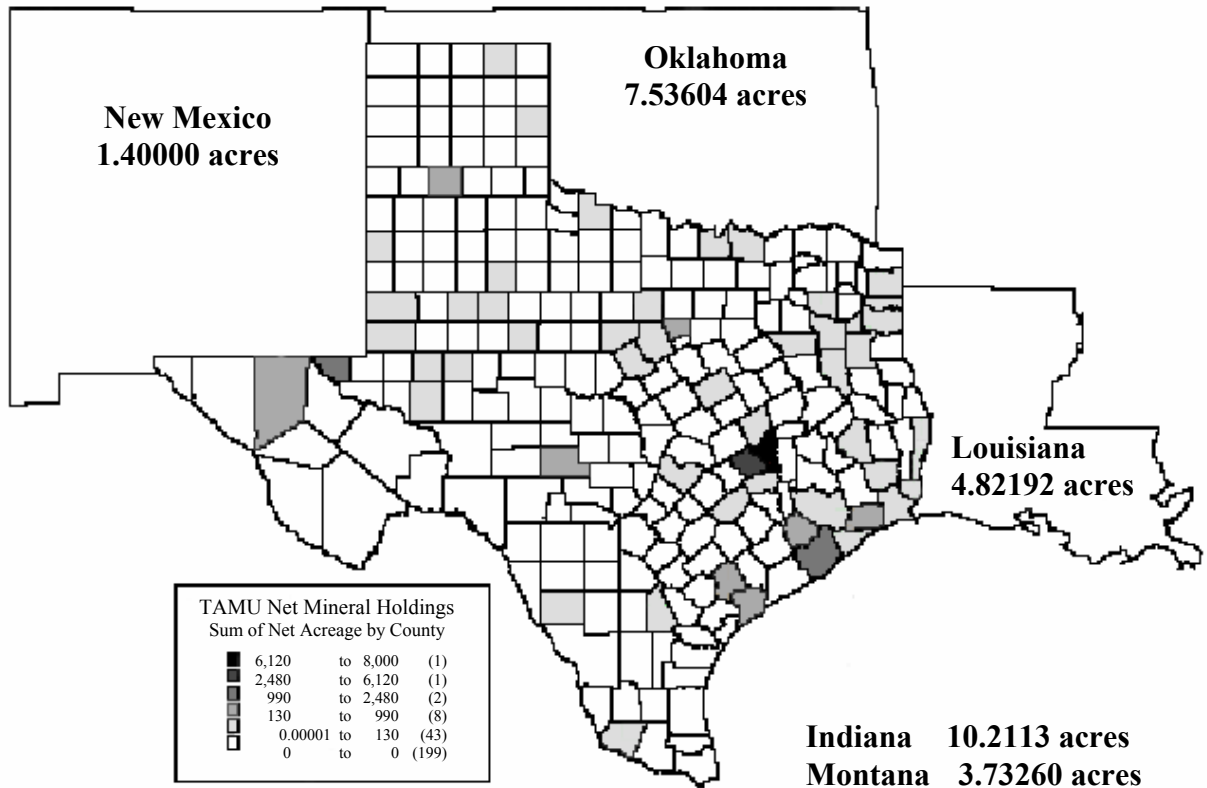 Oklahoma
7.53604 acres
New Mexico
1.40000 acres
Louisiana
4.82192 acres
TAMU Net Mineral Holdings
Sum of Net Acreage by County
6,120 to 8,000 (1)
2,480 to 6,120 (1)
990 to 2,480 (2)
130 to 990 (8)
0.00001 to 130 (43)
0 to 0 (199)
Indiana 10.2113 acres
Montana 3.73260 acres